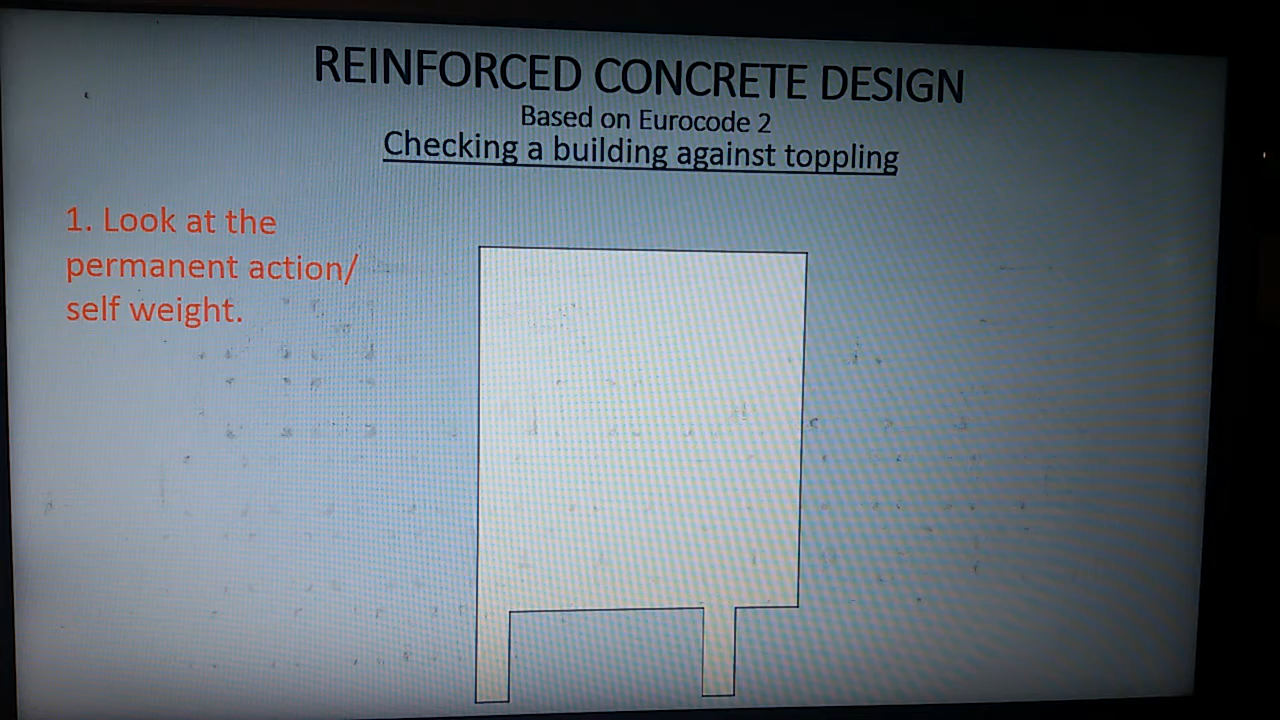 REINFORCED CONCRETE DESIGN
Based on Eurocode 2
Checking a building against toppling
1. Look at the
permanent action/
self weight.